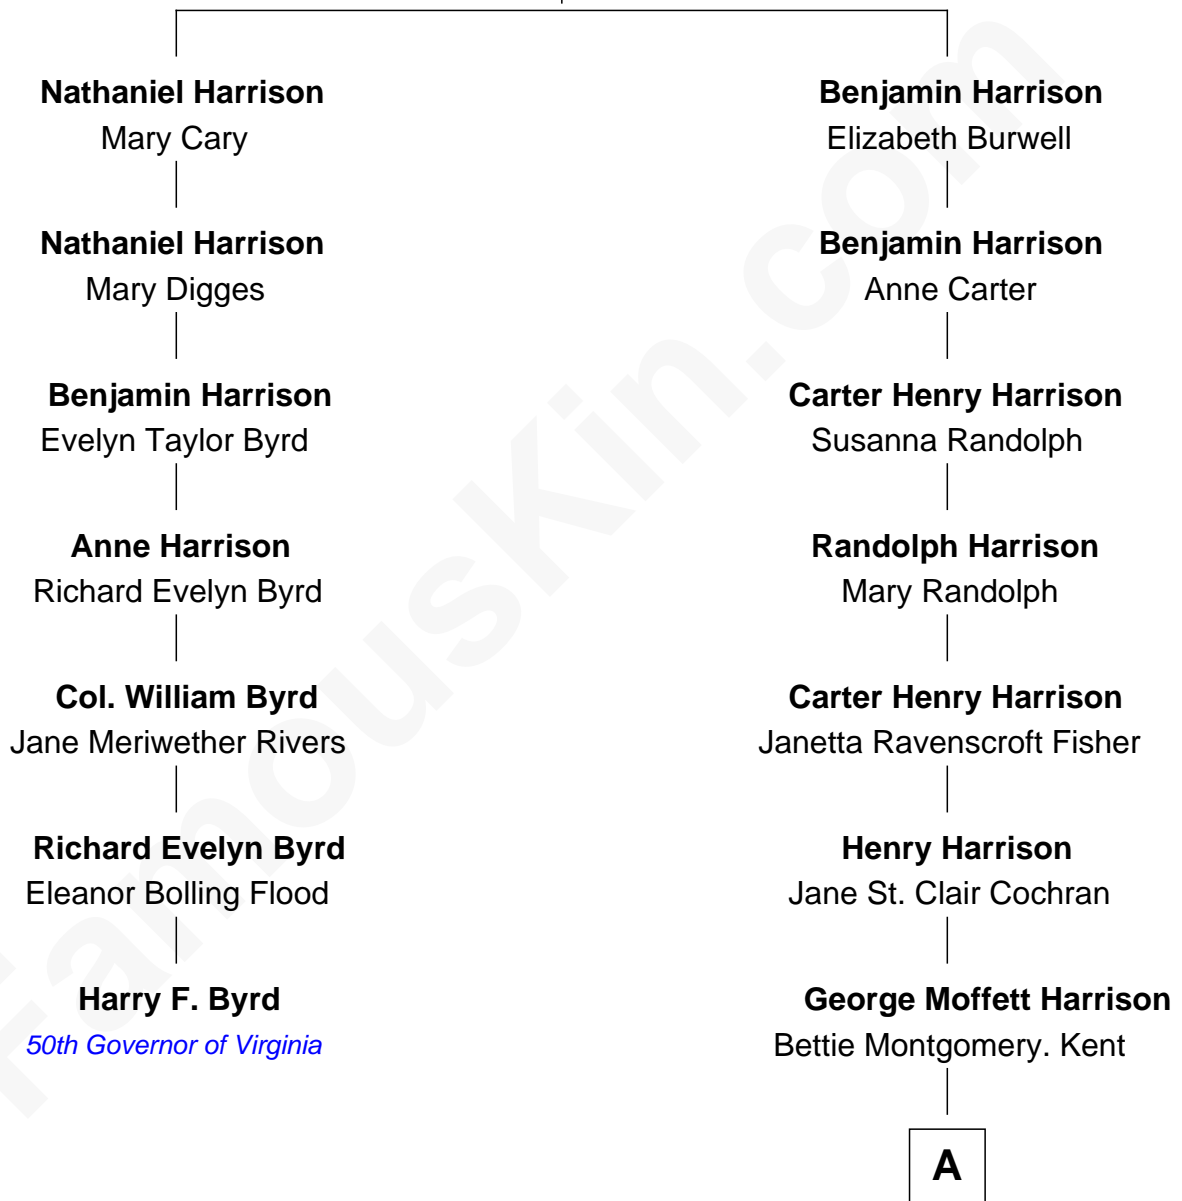 Nathaniel Harrison
Mary Cary
Nathaniel Harrison
Mary Digges
Benjamin Harrison
Evelyn Taylor Byrd
Anne Harrison
Richard Evelyn Byrd
Col. William Byrd
Jane Meriwether Rivers
Richard Evelyn Byrd
Eleanor Bolling Flood
Harry F. Byrd
50th Governor of Virginia
Benjamin Harrison
Elizabeth Burwell
Benjamin Harrison
Anne Carter
Carter Henry Harrison
Susanna Randolph
Randolph Harrison
Mary Randolph
Carter Henry Harrison
Janetta Ravenscroft Fisher
Henry Harrison
Jane St. Clair Cochran
George Moffett Harrison
Bettie Montgomery. Kent
A
FamousKin.com